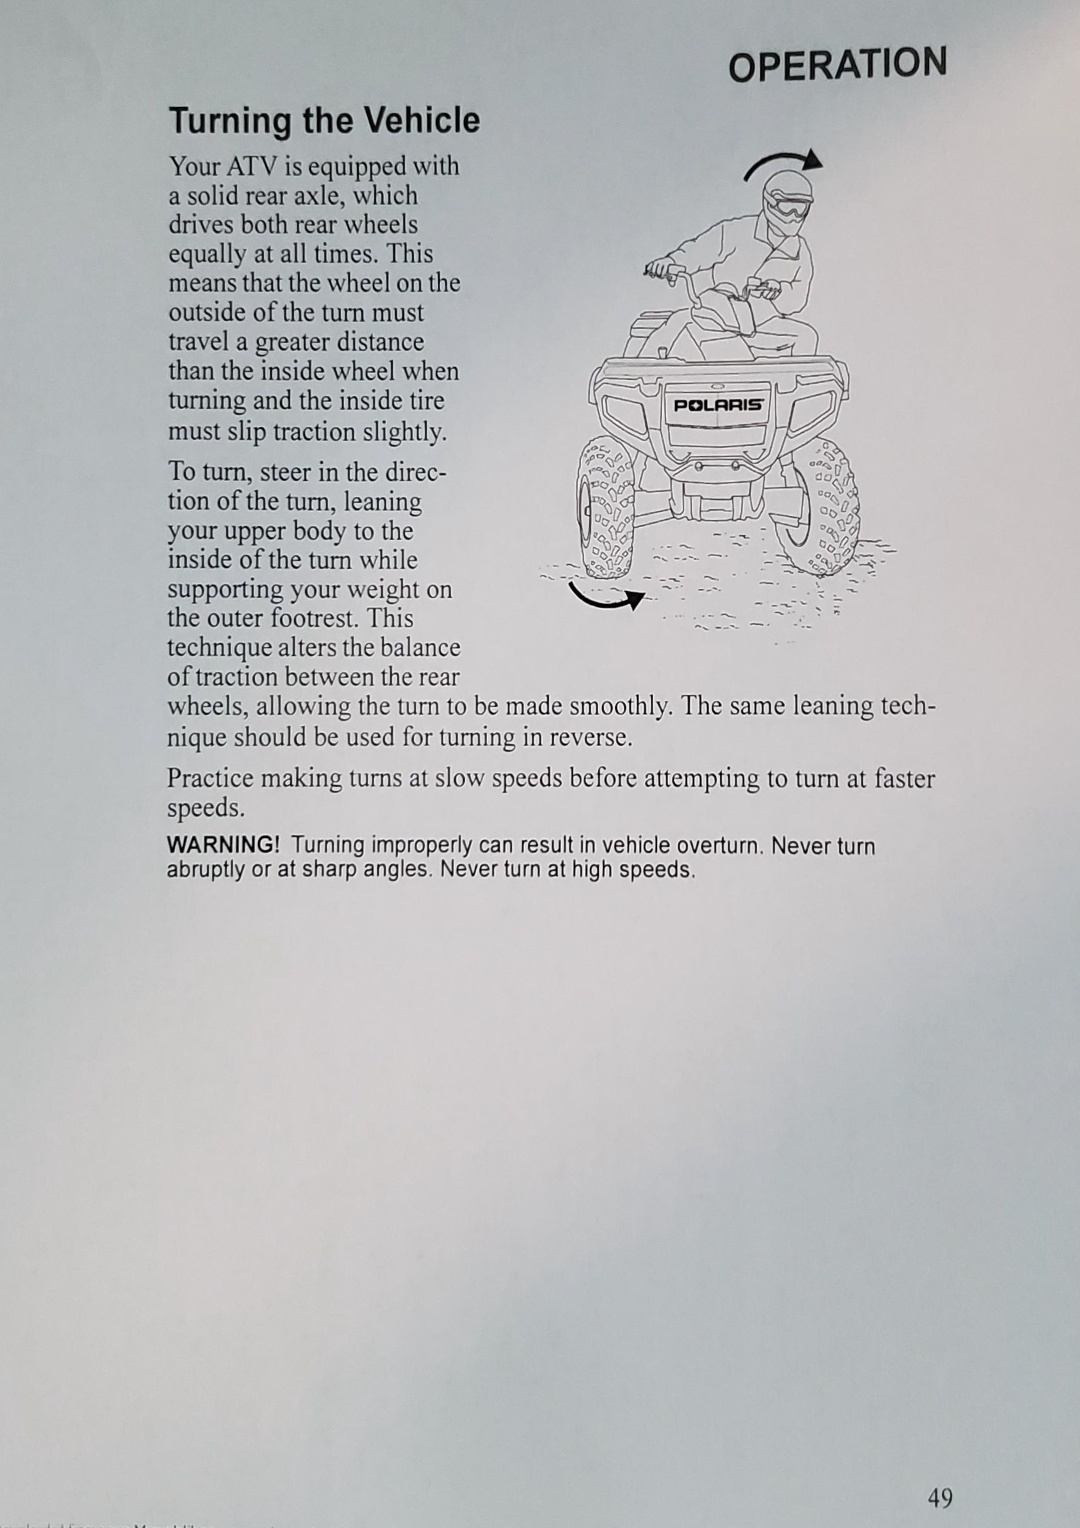 OPERATION
Turning the Vehicle
Your ATV is equipped with
a solid rear axle, which
drives both rear wheels
equally at all times. This
means that the wheel on the
outside of the turn must
travel a greater distance
than the inside wheel when
turning and the inside tire
must slip traction slightly.
To turn, steer in the direc-
tion of the turn, leaning
your upper body to the
inside of the turn while
supporting your weight on
the outer footrest. This
technique alters the balance
of traction between the rear
wheels, allowing the turn to be made smoothly. The same leaning tech-
nique should be used for turning in reverse.
Practice making turns at slow speeds before attempting to turn at faster
speeds.
WARNING! Turning improperly can result in vehicle overturn. Never turn
abruptly or at sharp angles. Never turn at high speeds.
POLARIS
49